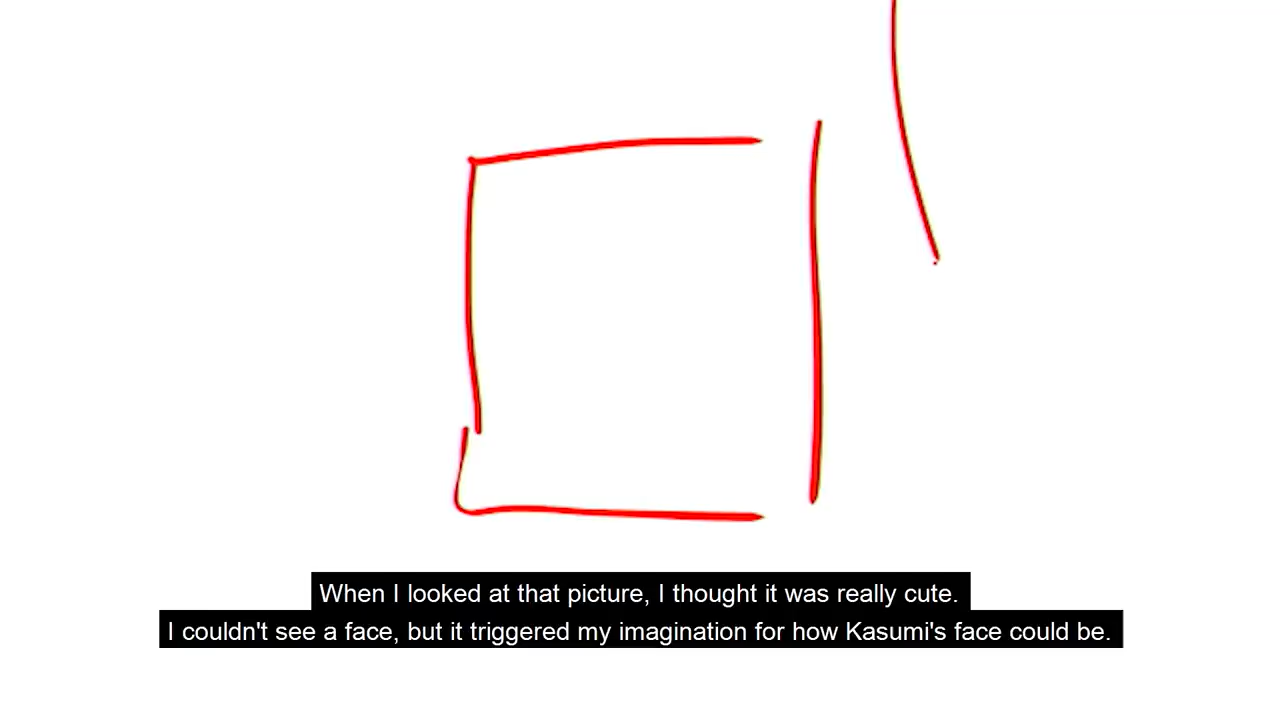 When I looked at that picture, I thought it was really cute.
I couldn't see a face, but it triggered my imagination for how Kasumi's face could be.